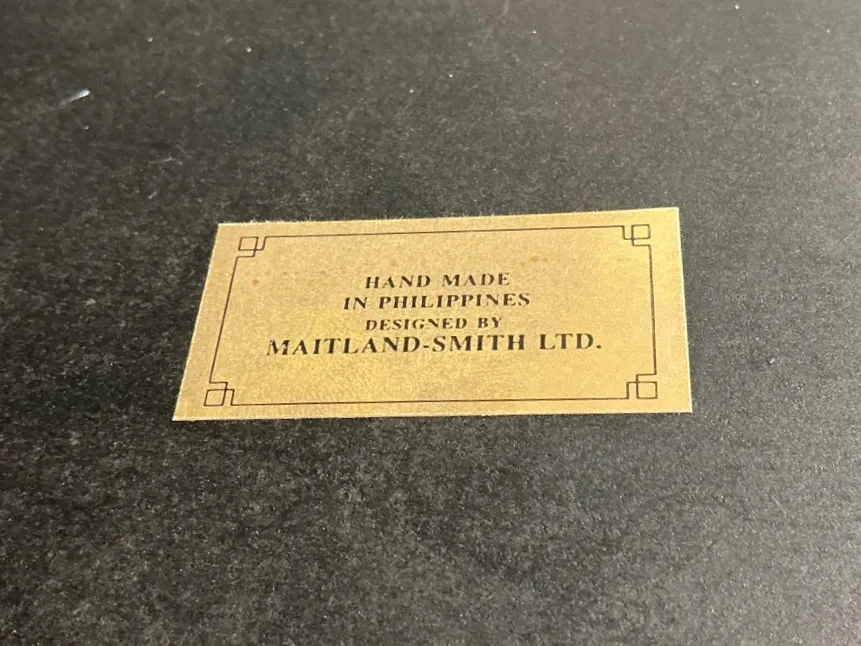 HAND MADE
IN PHILIPPINES
DESIGNED BY
MAITLAND-SMITH LTD.